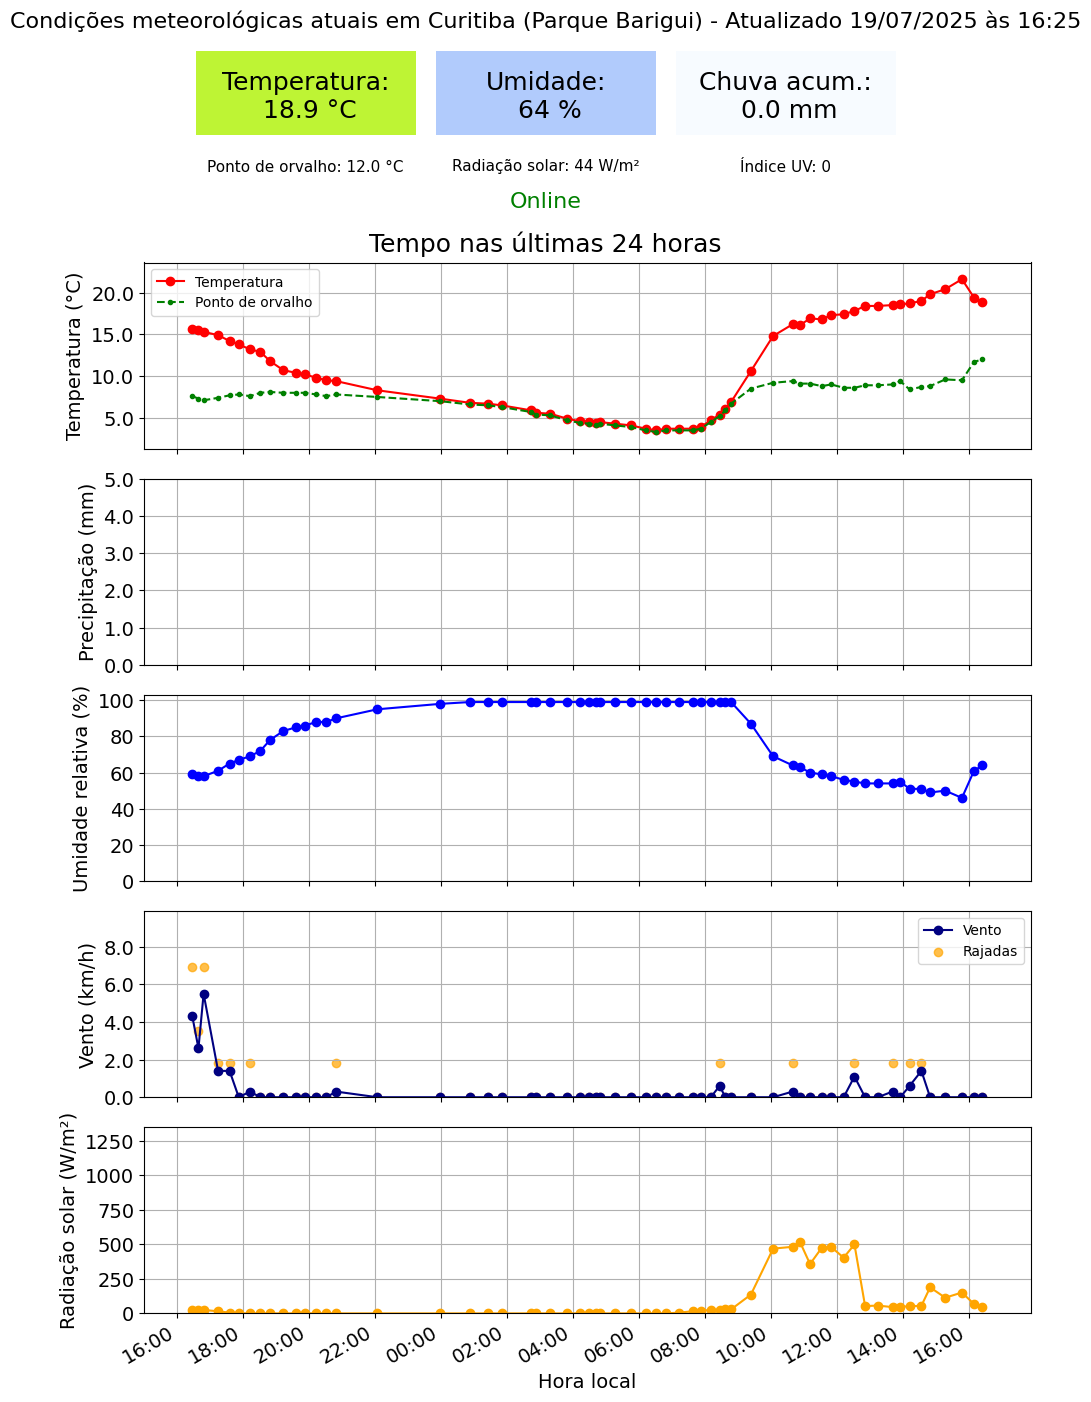 Condições meteorológicas atuais em Curitiba (Parque Barigui) - Atualizado 19/07/2025 às 16:25
Temperatura:
18.9 °C
Umidade:
64 %
Chuva acum.:
0.0 mm
Ponto de orvalho: 12.0 °C
Radiação solar: 44 W/m²
Índice UV: 0
Online
Tempo nas últimas 24 horas
Temperatura (°C)
20.0
15.0
10.0
5.0
Temperatura
Ponto de orvalho
Precipitação (mm)
5.0
4.0
3.0
2.0
1.0
0.0
Umidade relativa (%)
100
80
60
40
20
0
Vento (km/h)
8.0
6.0
4.0
2.0
0.0
Vento
Rajadas
Radiação solar (W/m²)
1250
1000
750
500
250
0
16:00
18:00
20:00
22:00
00:00
02:00
04:00
06:00
08:00
10:00
12:00
14:00
16:00
Hora local